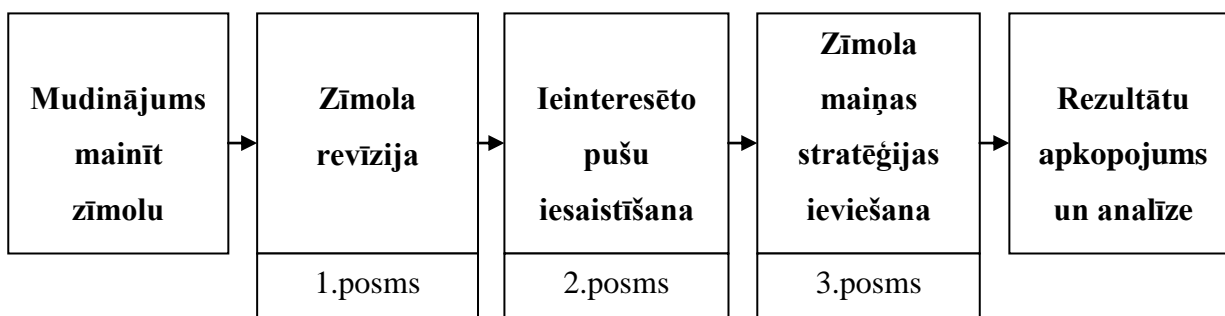 Mudinājums
mainīt
zīmolu
Zīmola
revīzija
Ieinteresēto
pušu
iesaistīšana
Zīmola
maiņas
stratēģijas
ieviešana
Rezultātu
apkopojums
un analīze
1.posms
2.posms
3.posms